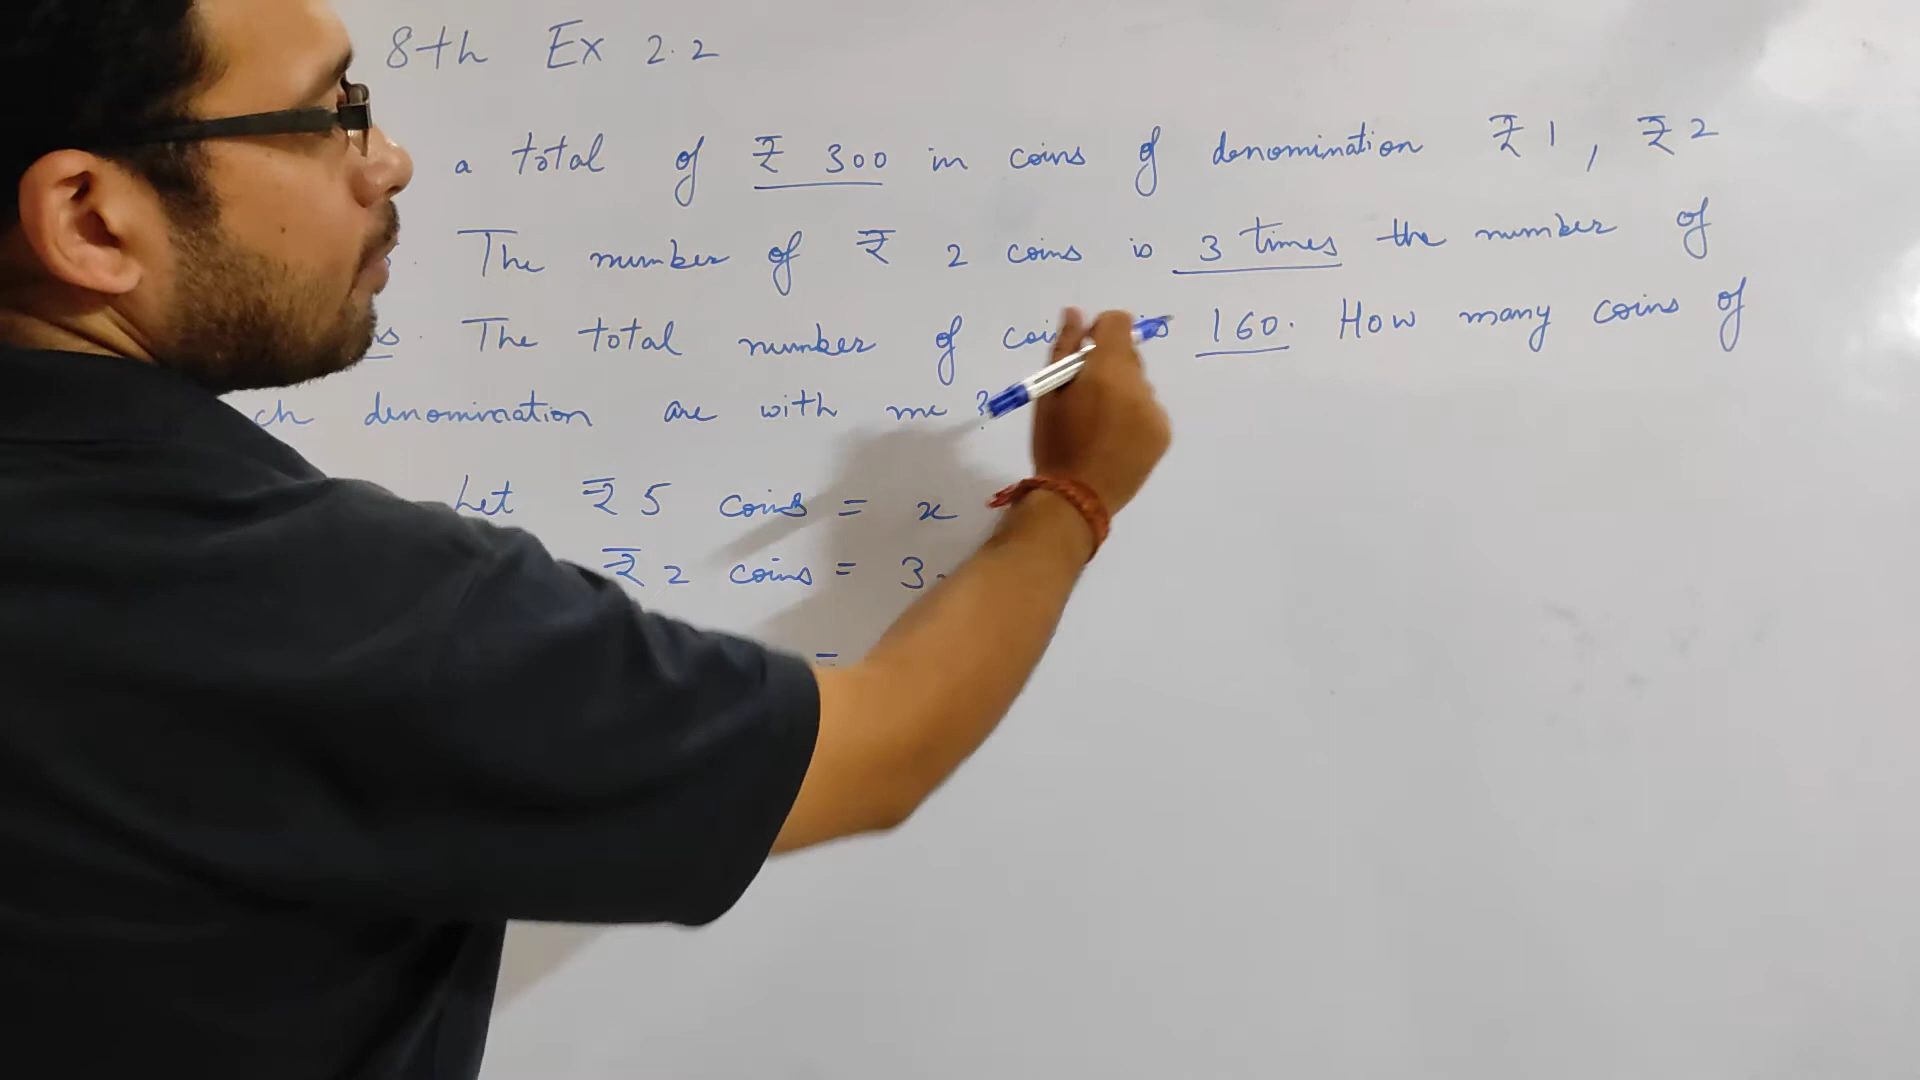 8th Ex 2.2
a total of ₹ 300 in coins of denomination ₹ 1, ₹ 2
The number of ₹ 2 coins is 3 times the number of
The total number of is 160. How many coins of
denomination are with me ?
Let ₹ 5 coins = x
₹ 2 coins = 3
=